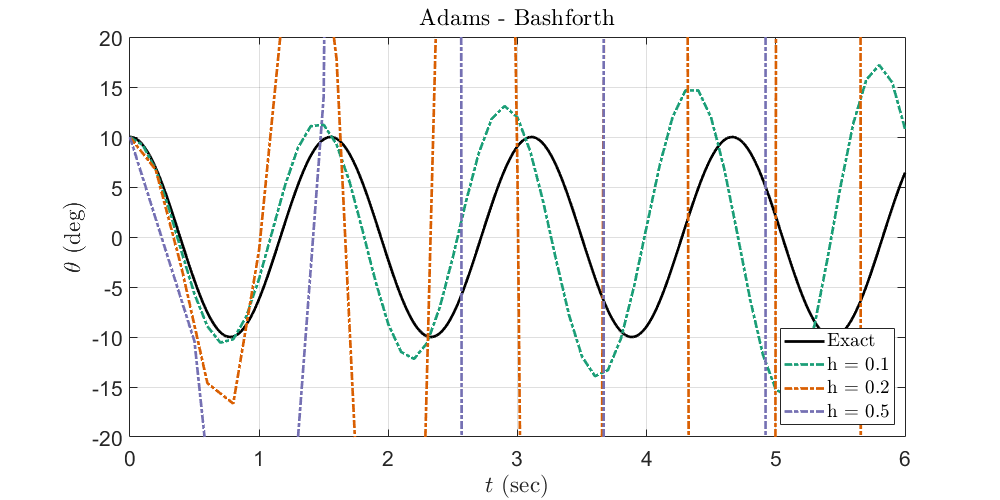 Adams - Bashforth
20
15
10
5
0
-5
-10
-15
-20
θ (deg)
0 1 2 3 4 5 6
t (sec)
Exact
h = 0.1
h = 0.2
h = 0.5